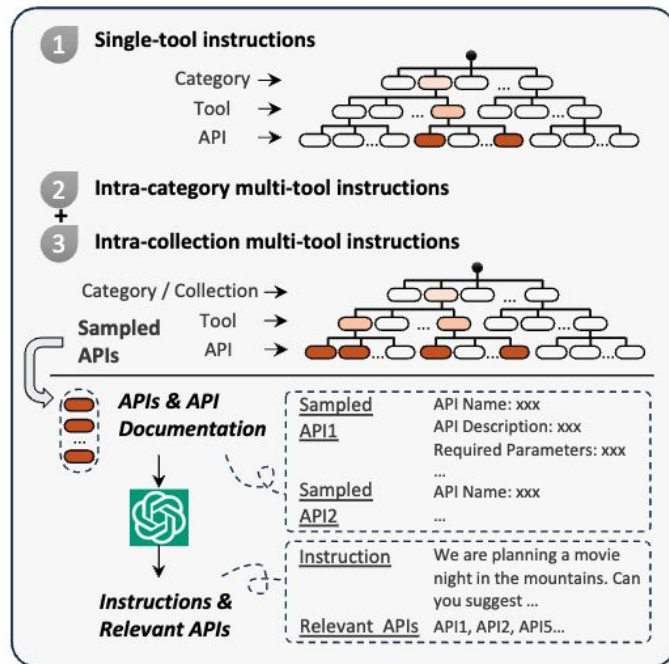 1 Single-tool instructions
Category
...
Tool
...
API
... ... ...
2 Intra-category multi-tool instructions
+
3 Intra-collection multi-tool instructions
Category / Collection
...
Tool
...
API
... ... ...
Sampled
APIs
APIs & API
Documentation
...
Sampled API Name: xxx
API1 API Description: xxx
Required Parameters: xxx
...
Sampled API Name: xxx
API2 ...
Instructions &
Relevant APIs
Instruction We are planning a movie
night in the mountains. Can
you suggest ...
Relevant APIs API1, API2, API5...